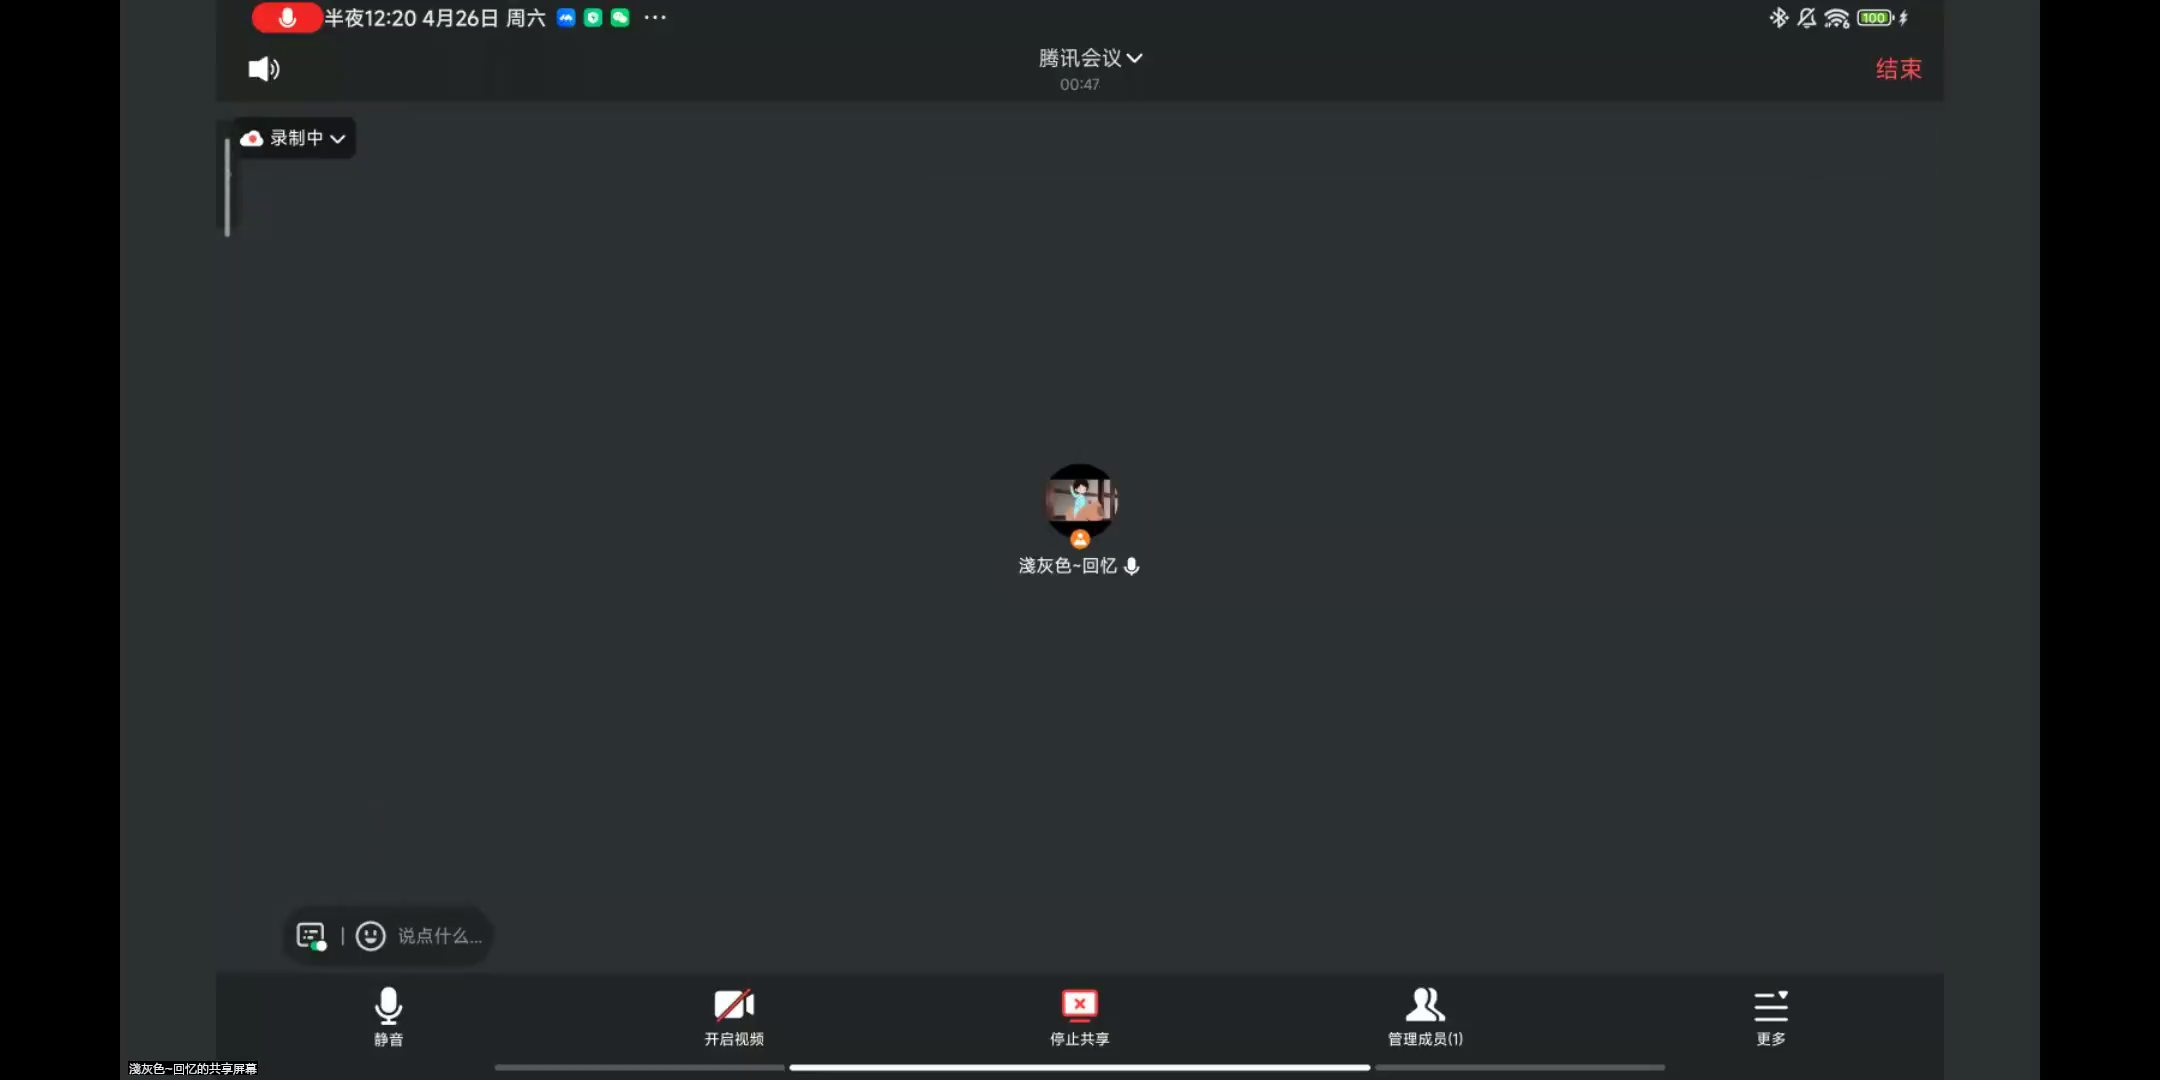 半夜12:20 4月26日 周六 ···
100
腾讯会议
00:47
结束
录制中
淺灰色~回忆
说点什么...
静音
开启视频
停止共享
管理成员(1)
更多
淺灰色~回忆的共享屏幕